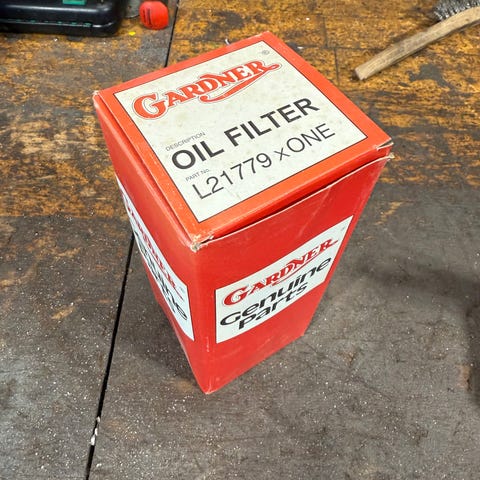 GARDNER
DESCRIPTION
OIL FILTER
PART No.
L21779 x ONE
GARDNER
Genuine
Parts